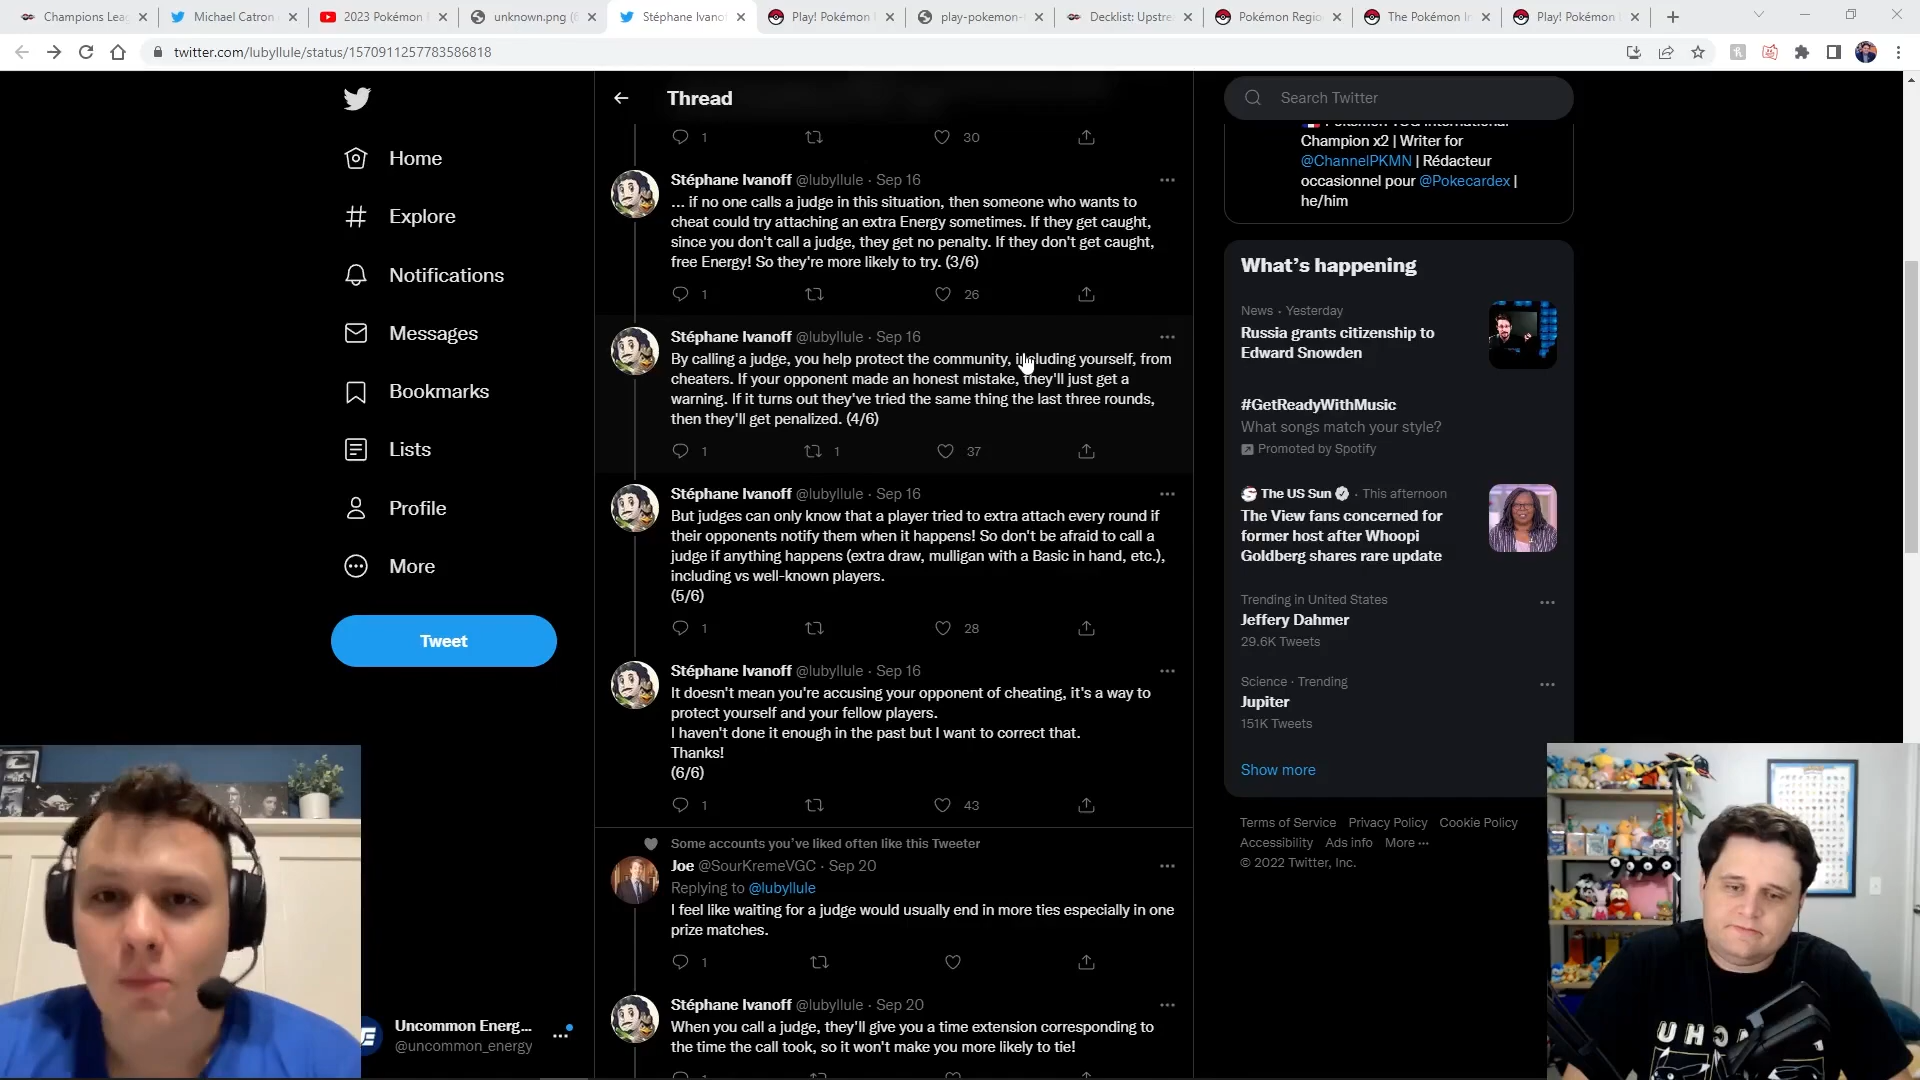 Champions Lea
Michael Catron
2023 Pokémon
unknown.png (6
Stéphane Ivano
Play! Pokémon
play-pokemon-
Decklist: Upstre
Pokémon Regio
The Pokémon In
Play! Pokémon
twitter.com/lubyllule/status/1570911257783586818
Home
Explore
Notifications
Messages
Bookmarks
Lists
Profile
More
Tweet
Uncommon Energ...
@uncommon_energy
Thread
1
30
Stéphane Ivanoff @lubyllule · Sep 16
... if no one calls a judge in this situation, then someone who wants to
cheat could try attaching an extra Energy sometimes. If they get caught,
since you don't call a judge, they get no penalty. If they don't get caught,
free Energy! So they're more likely to try. (3/6)
1
26
Stéphane Ivanoff @lubyllule · Sep 16
By calling a judge, you help protect the community, including yourself, from
cheaters. If your opponent made an honest mistake, they'll just get a
warning. If it turns out they've tried the same thing the last three rounds,
then they'll get penalized. (4/6)
1
1
37
Stéphane Ivanoff @lubyllule · Sep 16
But judges can only know that a player tried to extra attach every round if
their opponents notify them when it happens! So don't be afraid to call a
judge if anything happens (extra draw, mulligan with a Basic in hand, etc.),
including vs well-known players.
(5/6)
1
28
Stéphane Ivanoff @lubyllule · Sep 16
It doesn't mean you're accusing your opponent of cheating, it's a way to
protect yourself and your fellow players.
I haven't done it enough in the past but I want to correct that.
Thanks!
(6/6)
1
43
Some accounts you've liked often like this Tweeter
Joe @SourKremeVGC · Sep 20
Replying to @lubyllule
I feel like waiting for a judge would usually end in more ties especially in one
prize matches.
1
Stéphane Ivanoff @lubyllule · Sep 20
When you call a judge, they'll give you a time extension corresponding to
the time the call took, so it won't make you more likely to tie!
Search Twitter
Champion x2 | Writer for
@ChannelPKMN | Rédacteur
occasionnel pour @Pokecardex |
he/him
What's happening
News · Yesterday
Russia grants citizenship to
Edward Snowden
#GetReadyWithMusic
What songs match your style?
Promoted by Spotify
The US Sun · This afternoon
The View fans concerned for
former host after Whoopi
Goldberg shares rare update
Trending in United States
Jeffery Dahmer
29.6K Tweets
Science · Trending
Jupiter
151K Tweets
Show more
Terms of Service Privacy Policy Cookie Policy
Accessibility Ads info More ···
© 2022 Twitter, Inc.